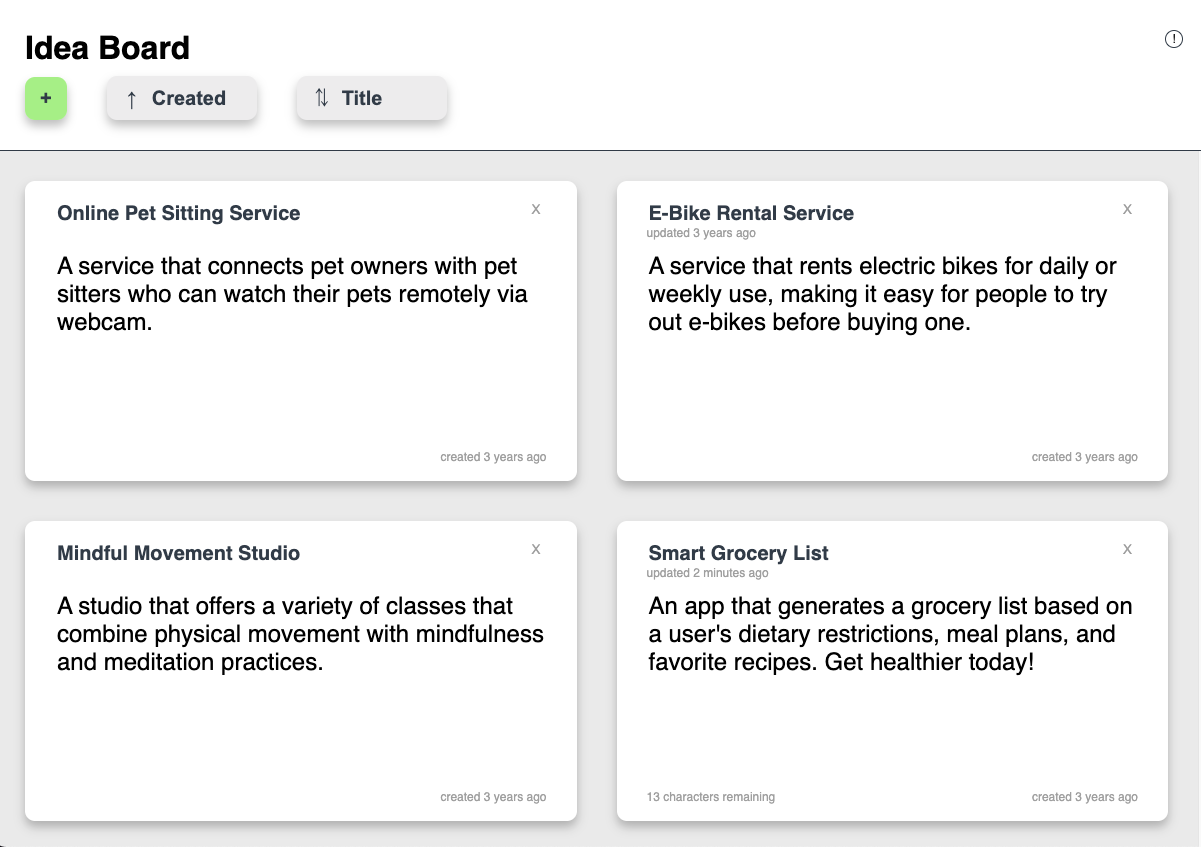 Idea Board
+
↑ Created
⇅ Title
Online Pet Sitting Service
X
A service that connects pet owners with pet
sitters who can watch their pets remotely via
webcam.
created 3 years ago
E-Bike Rental Service
X
updated 3 years ago
A service that rents electric bikes for daily or
weekly use, making it easy for people to try
out e-bikes before buying one.
created 3 years ago
Mindful Movement Studio
X
A studio that offers a variety of classes that
combine physical movement with mindfulness
and meditation practices.
created 3 years ago
Smart Grocery List
X
updated 2 minutes ago
An app that generates a grocery list based on
a user's dietary restrictions, meal plans, and
favorite recipes. Get healthier today!
13 characters remaining
created 3 years ago